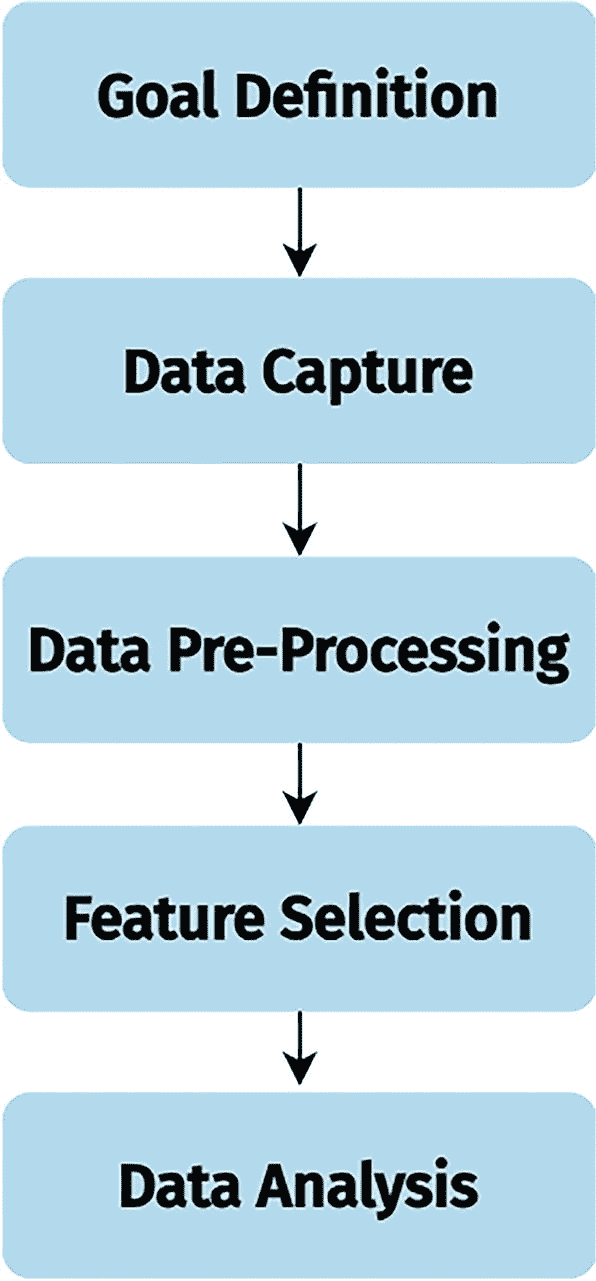 Goal Definition
Data Capture
Data Pre-Processing
Feature Selection
Data Analysis